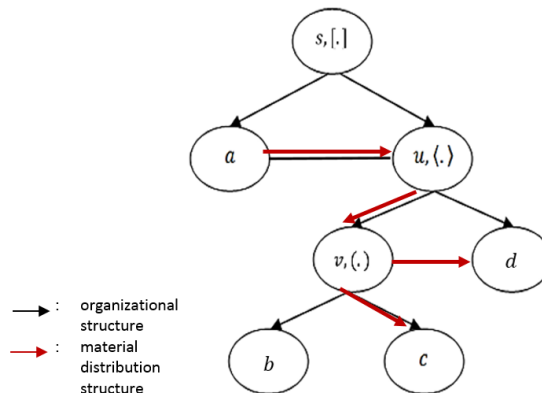 s, [.]
a
u, ⟨.⟩
v, (.)
d
b
c
: organizational
structure
: material
distribution
structure